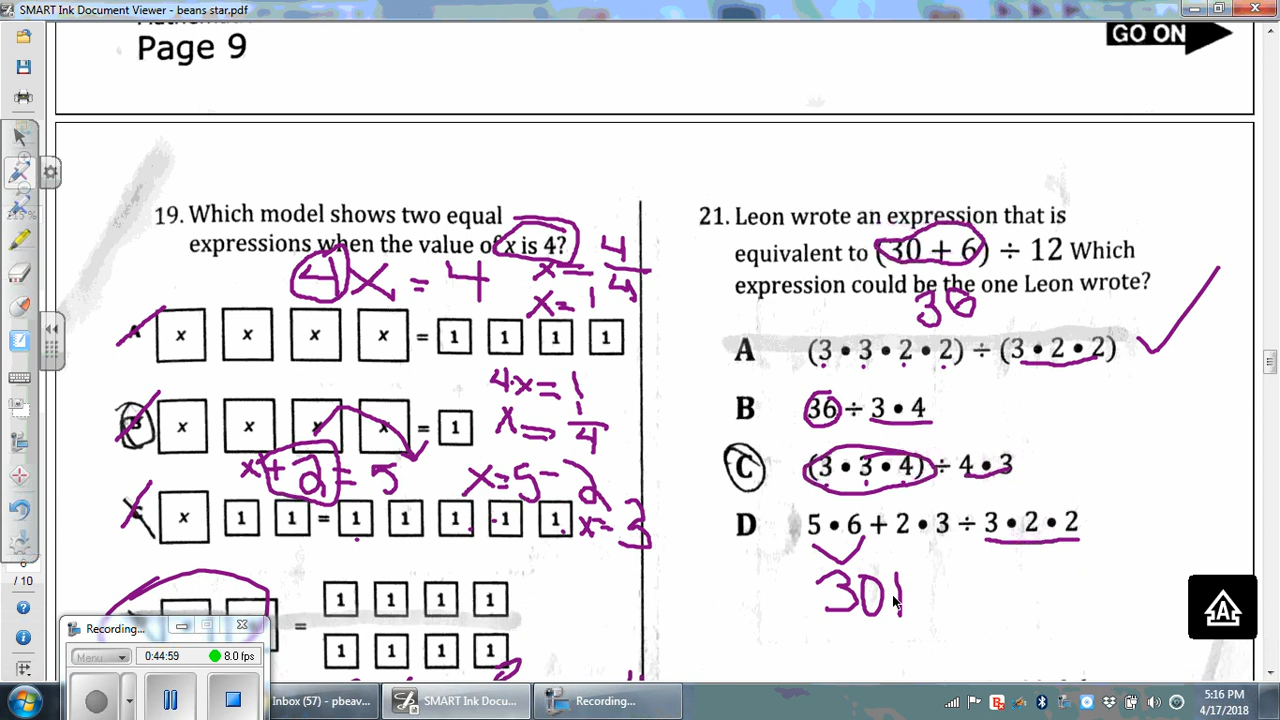 SMART Ink Document Viewer - beans star.pdf
Page 9
GO ON
19. Which model shows two equal
expressions when the value of x is 4?
4x = 4
x = 4/4
x = 1
A x x x x = 1 1 1 1
4·x = 1
x = 1/4
B x x x x = 1
x + 2 = 5
x = 5 - 2
x = 3
x 1 1 = 1 1 1 1 1
= 1 1 1 1
1 1 1 1
21. Leon wrote an expression that is
equivalent to (30 + 6) ÷ 12 Which
expression could be the one Leon wrote?
36
A (3 • 3 • 2 • 2) ÷ (3 • 2 • 2)
B 36 ÷ 3 • 4
C (3 • 3 • 4) ÷ 4 • 3
D 5 • 6 + 2 • 3 ÷ 3 • 2 • 2
30
6
/ 10
A
Recording...
Menu
0:44:59
8.0 fps
Inbox (57) - pbeav...
SMART Ink Docu...
Recording...
5:16 PM
4/17/2018